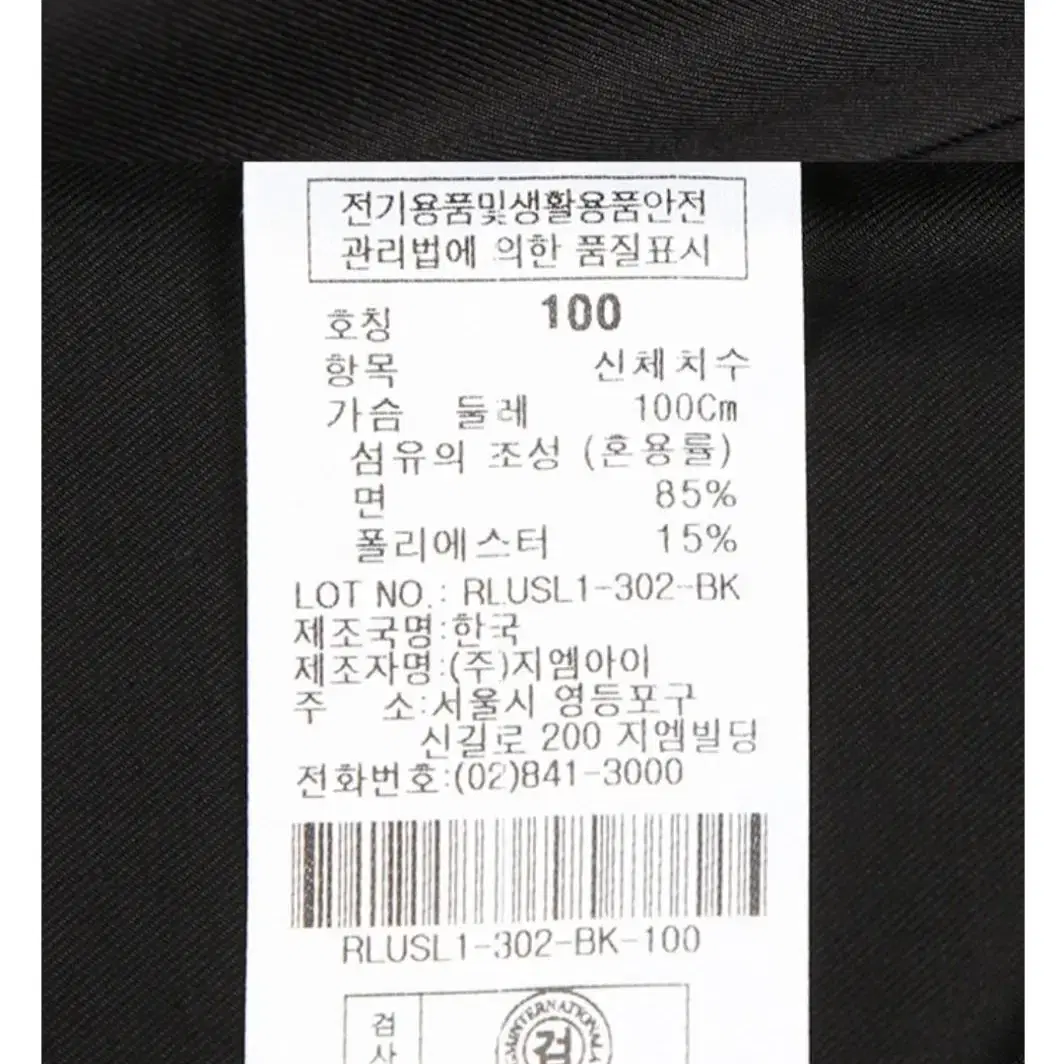 전기용품및생활용품안전
관리법에 의한 품질표시
호칭 100
항목 신체치수
가슴 둘레 100Cm
섬유의 조성 (혼용률)
면 85%
폴리에스터 15%
LOT NO.: RLUSL1-302-BK
제조국명:한국
제조자명:(주)지엠아이
주 소:서울시 영등포구
신길로 200 지엠빌딩
전화번호:(02)841-3000
RLUSL1-302-BK-100
검